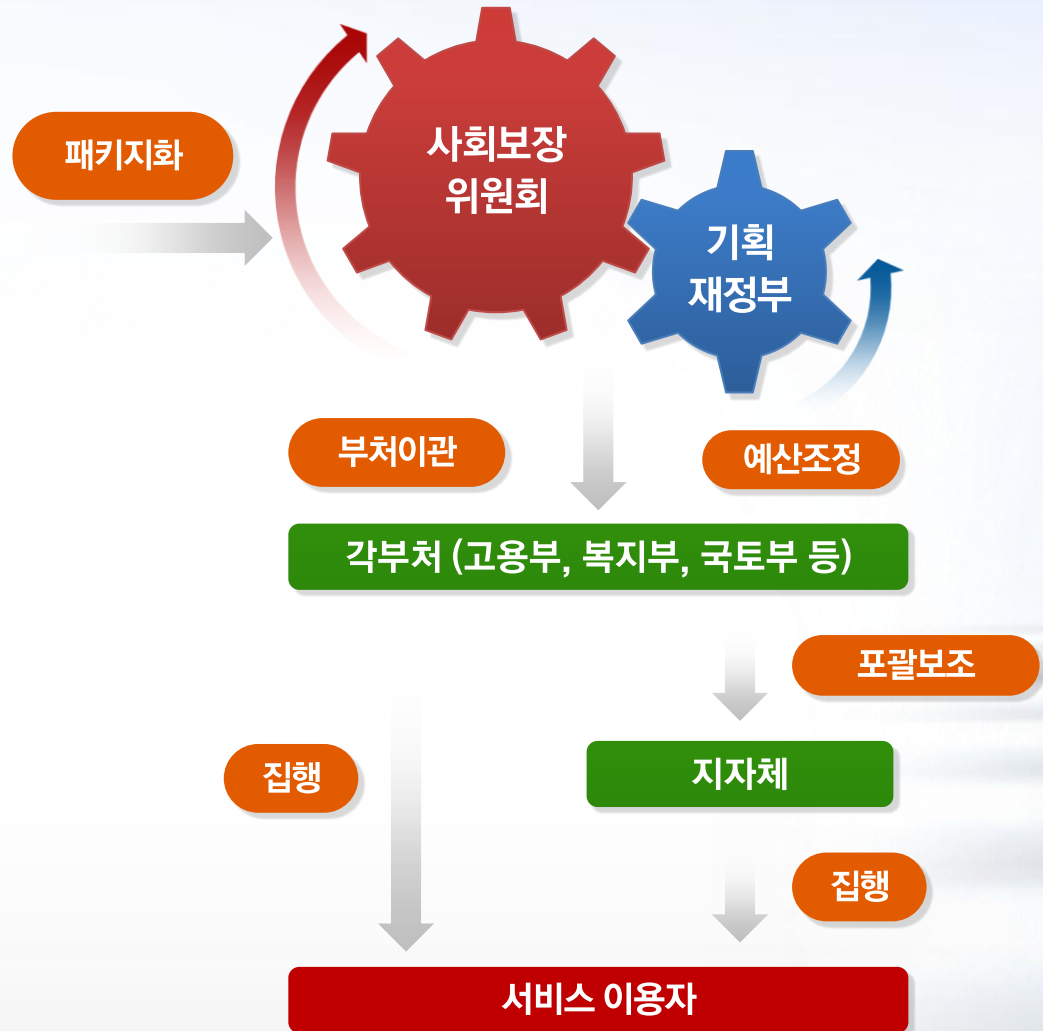 패키지화
사회보장
위원회
기획
재정부
부처이관
예산조정
각부처 (고용부, 복지부, 국토부 등)
포괄보조
지자체
집행
집행
서비스 이용자